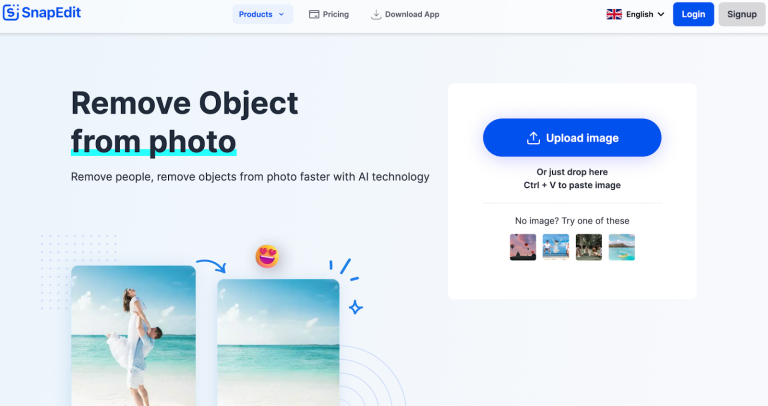 SnapEdit
Products
Pricing
Download App
English
Login
Signup
Remove Object
from photo
Remove people, remove objects from photo faster with AI technology
Upload image
Or just drop here
Ctrl + V to paste image
No image? Try one of these